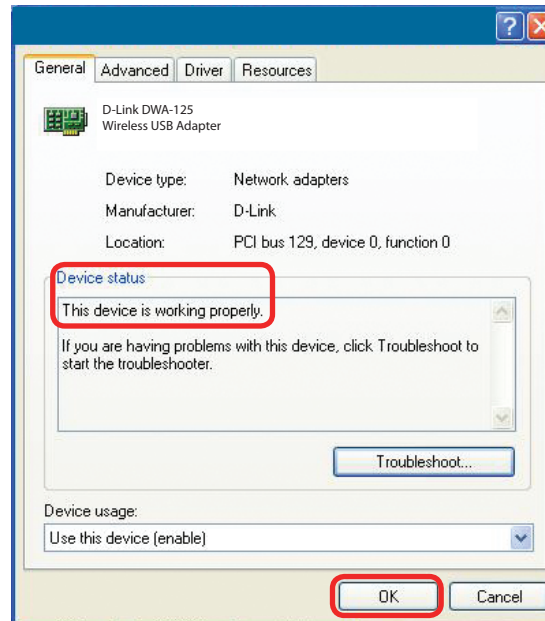 General Advanced Driver Resources
D-Link DWA-125
Wireless USB Adapter
Device type: Network adapters
Manufacturer: D-Link
Location: PCI bus 129, device 0, function 0
Device status
This device is working properly.
If you are having problems with this device, click Troubleshoot to
start the troubleshooter.
Troubleshoot...
Device usage:
Use this device (enable)
OK Cancel